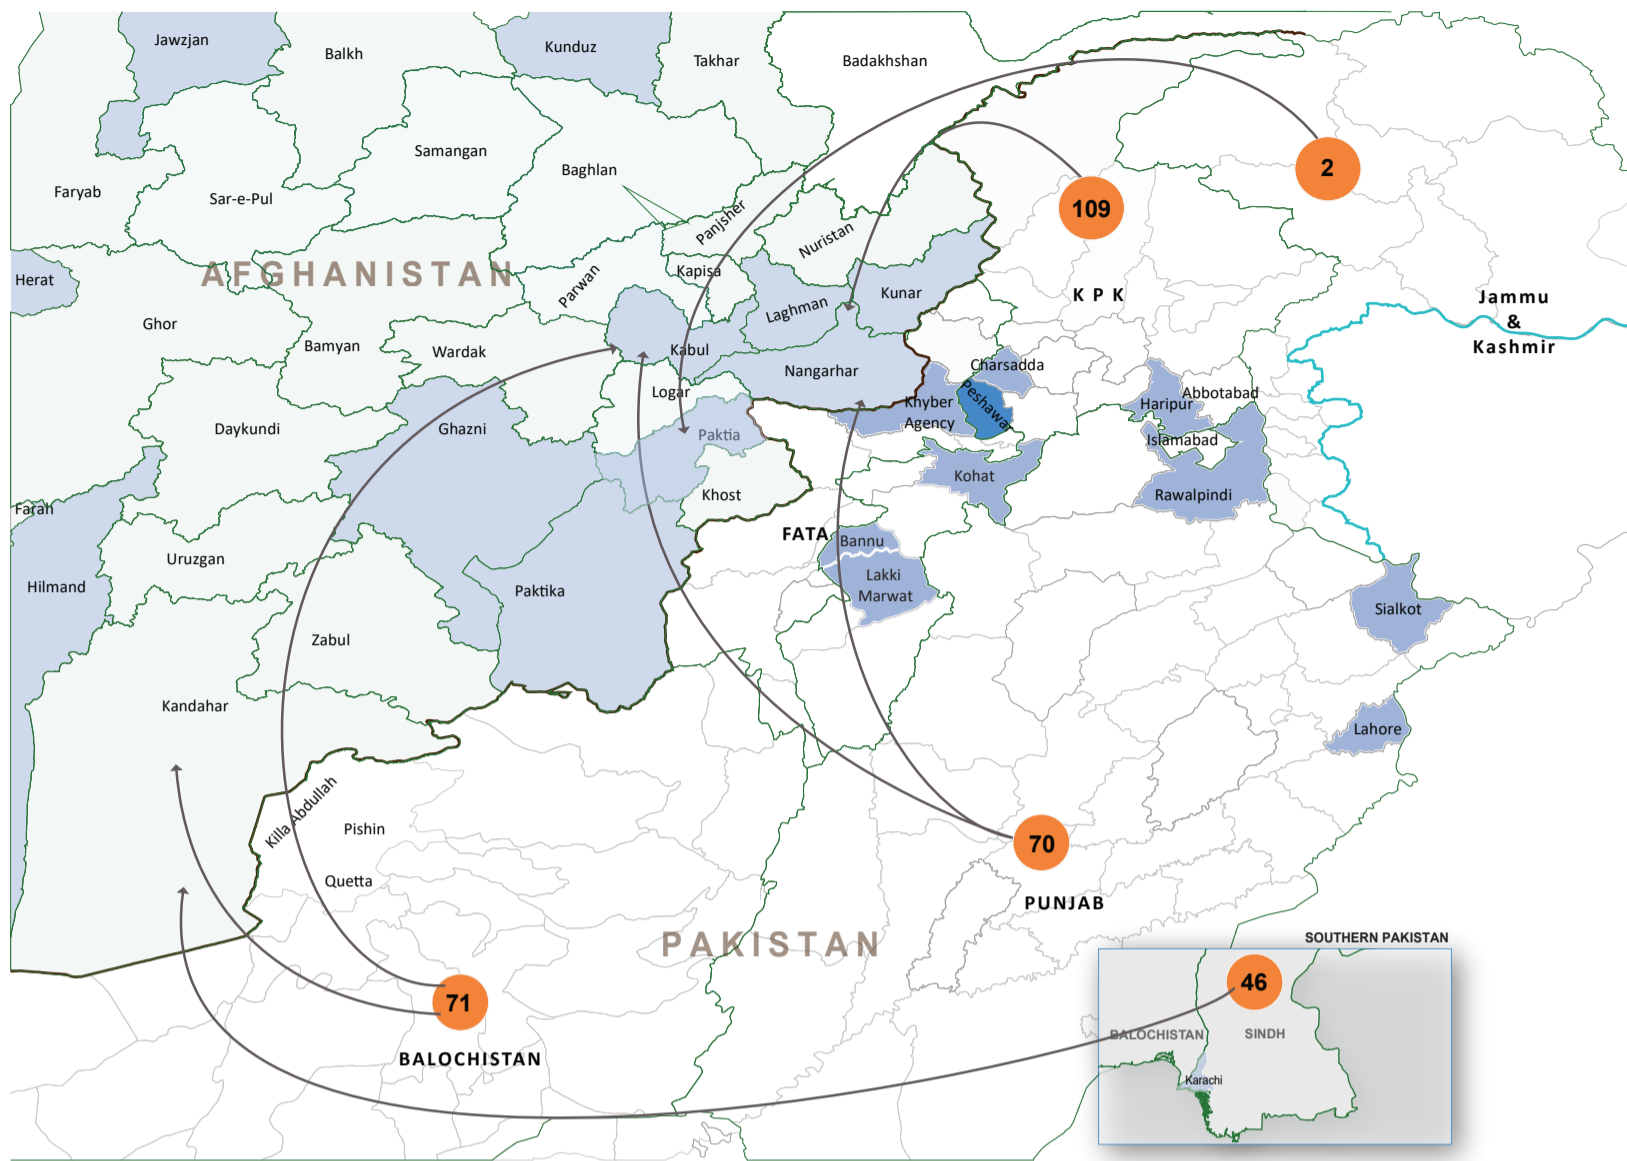 Jawzjan
Balkh
Kunduz
Takhar
Badakhshan
Samangan
Baghlan
Faryab
Sar-e-Pul
Panjsher
Nuristan
2
109
AFGHANISTAN
Herat
Parwan
Kapisa
Laghman
Kunar
K P K
Jammu
&
Kashmir
Ghor
Bamyan
Wardak
Kabul
Nangarhar
Charsadda
Peshawar
Khyber
Agency
Haripur
Abbotabad
Logar
Daykundi
Ghazni
Paktia
Islamabad
Kohat
Rawalpindi
Khost
Farah
FATA
Bannu
Uruzgan
Hilmand
Paktika
Lakki
Marwat
Sialkot
Zabul
Kandahar
Lahore
Killa Abdullah
Pishin
70
Quetta
PUNJAB
PAKISTAN
SOUTHERN PAKISTAN
71
46
BALOCHISTAN
SINDH
BALOCHISTAN
Karachi